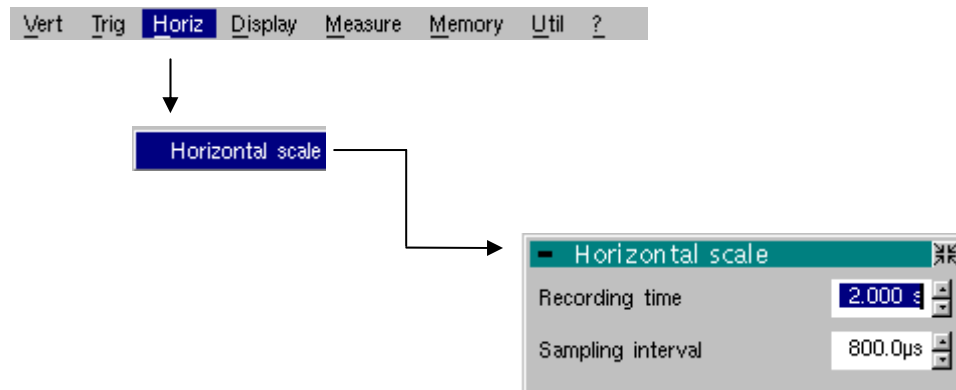 Vert Trig Horiz Display Measure Memory Util ?
Horizontal scale
Horizontal scale
Recording time 2.000 s
Sampling interval 800.0µs